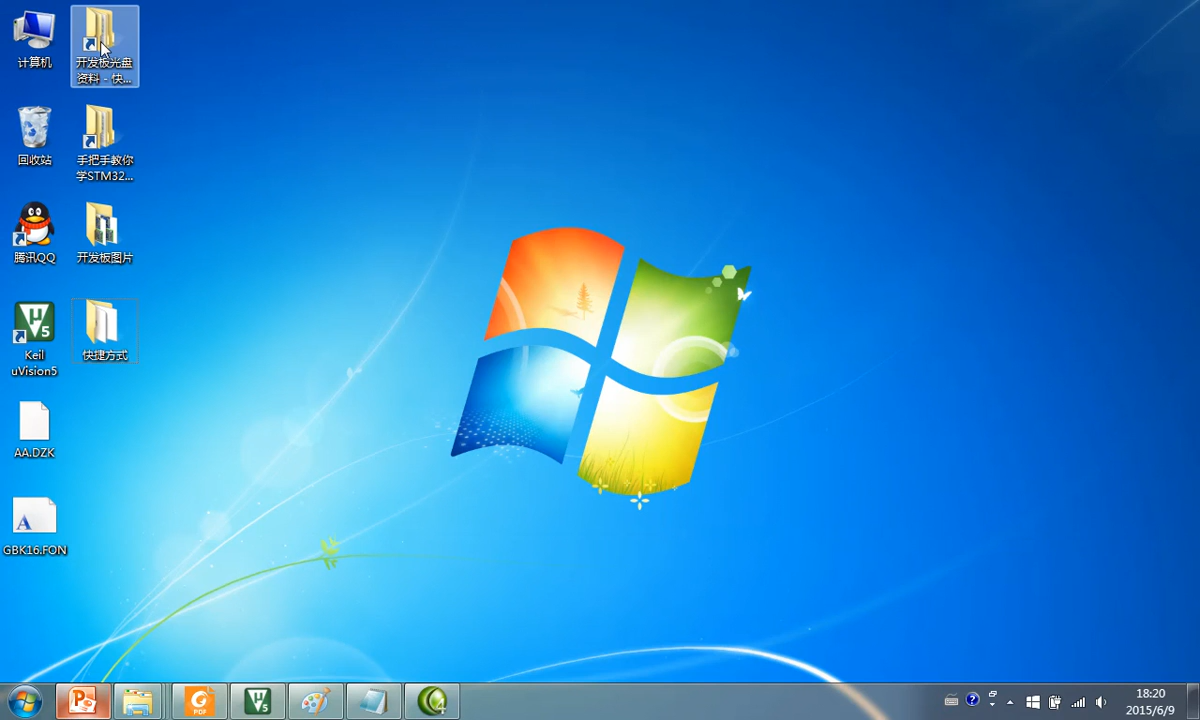 计算机
开发板光盘
资料 - 快...
回收站
手把手教你
学STM32...
腾讯QQ
开发板图片
Keil
uVision5
快捷方式
AA.DZK
GBK16.FON
18:20
2015/6/9